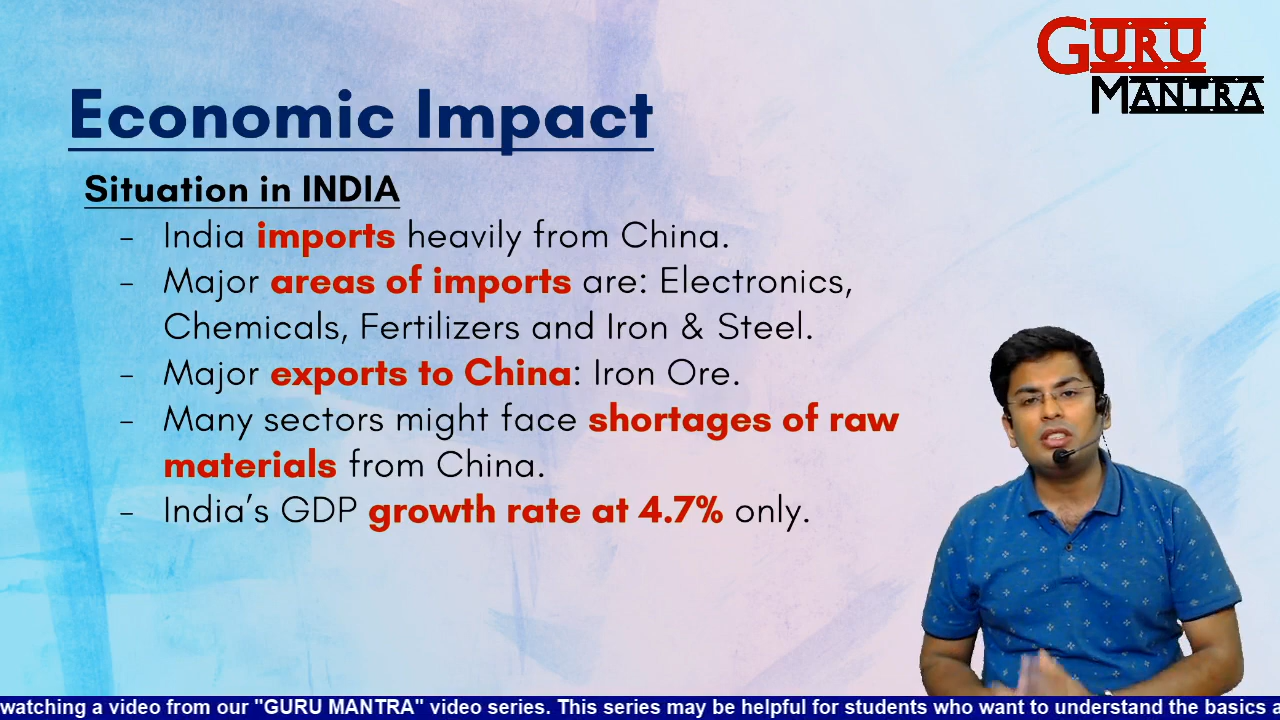 GURU
MANTRA
Economic Impact
Situation in INDIA
- India imports heavily from China.
- Major areas of imports are: Electronics,
Chemicals, Fertilizers and Iron & Steel.
- Major exports to China: Iron Ore.
- Many sectors might face shortages of raw
materials from China.
- India's GDP growth rate at 4.7% only.
watching a video from our "GURU MANTRA" video series. This series may be helpful for students who want to understand the basics a